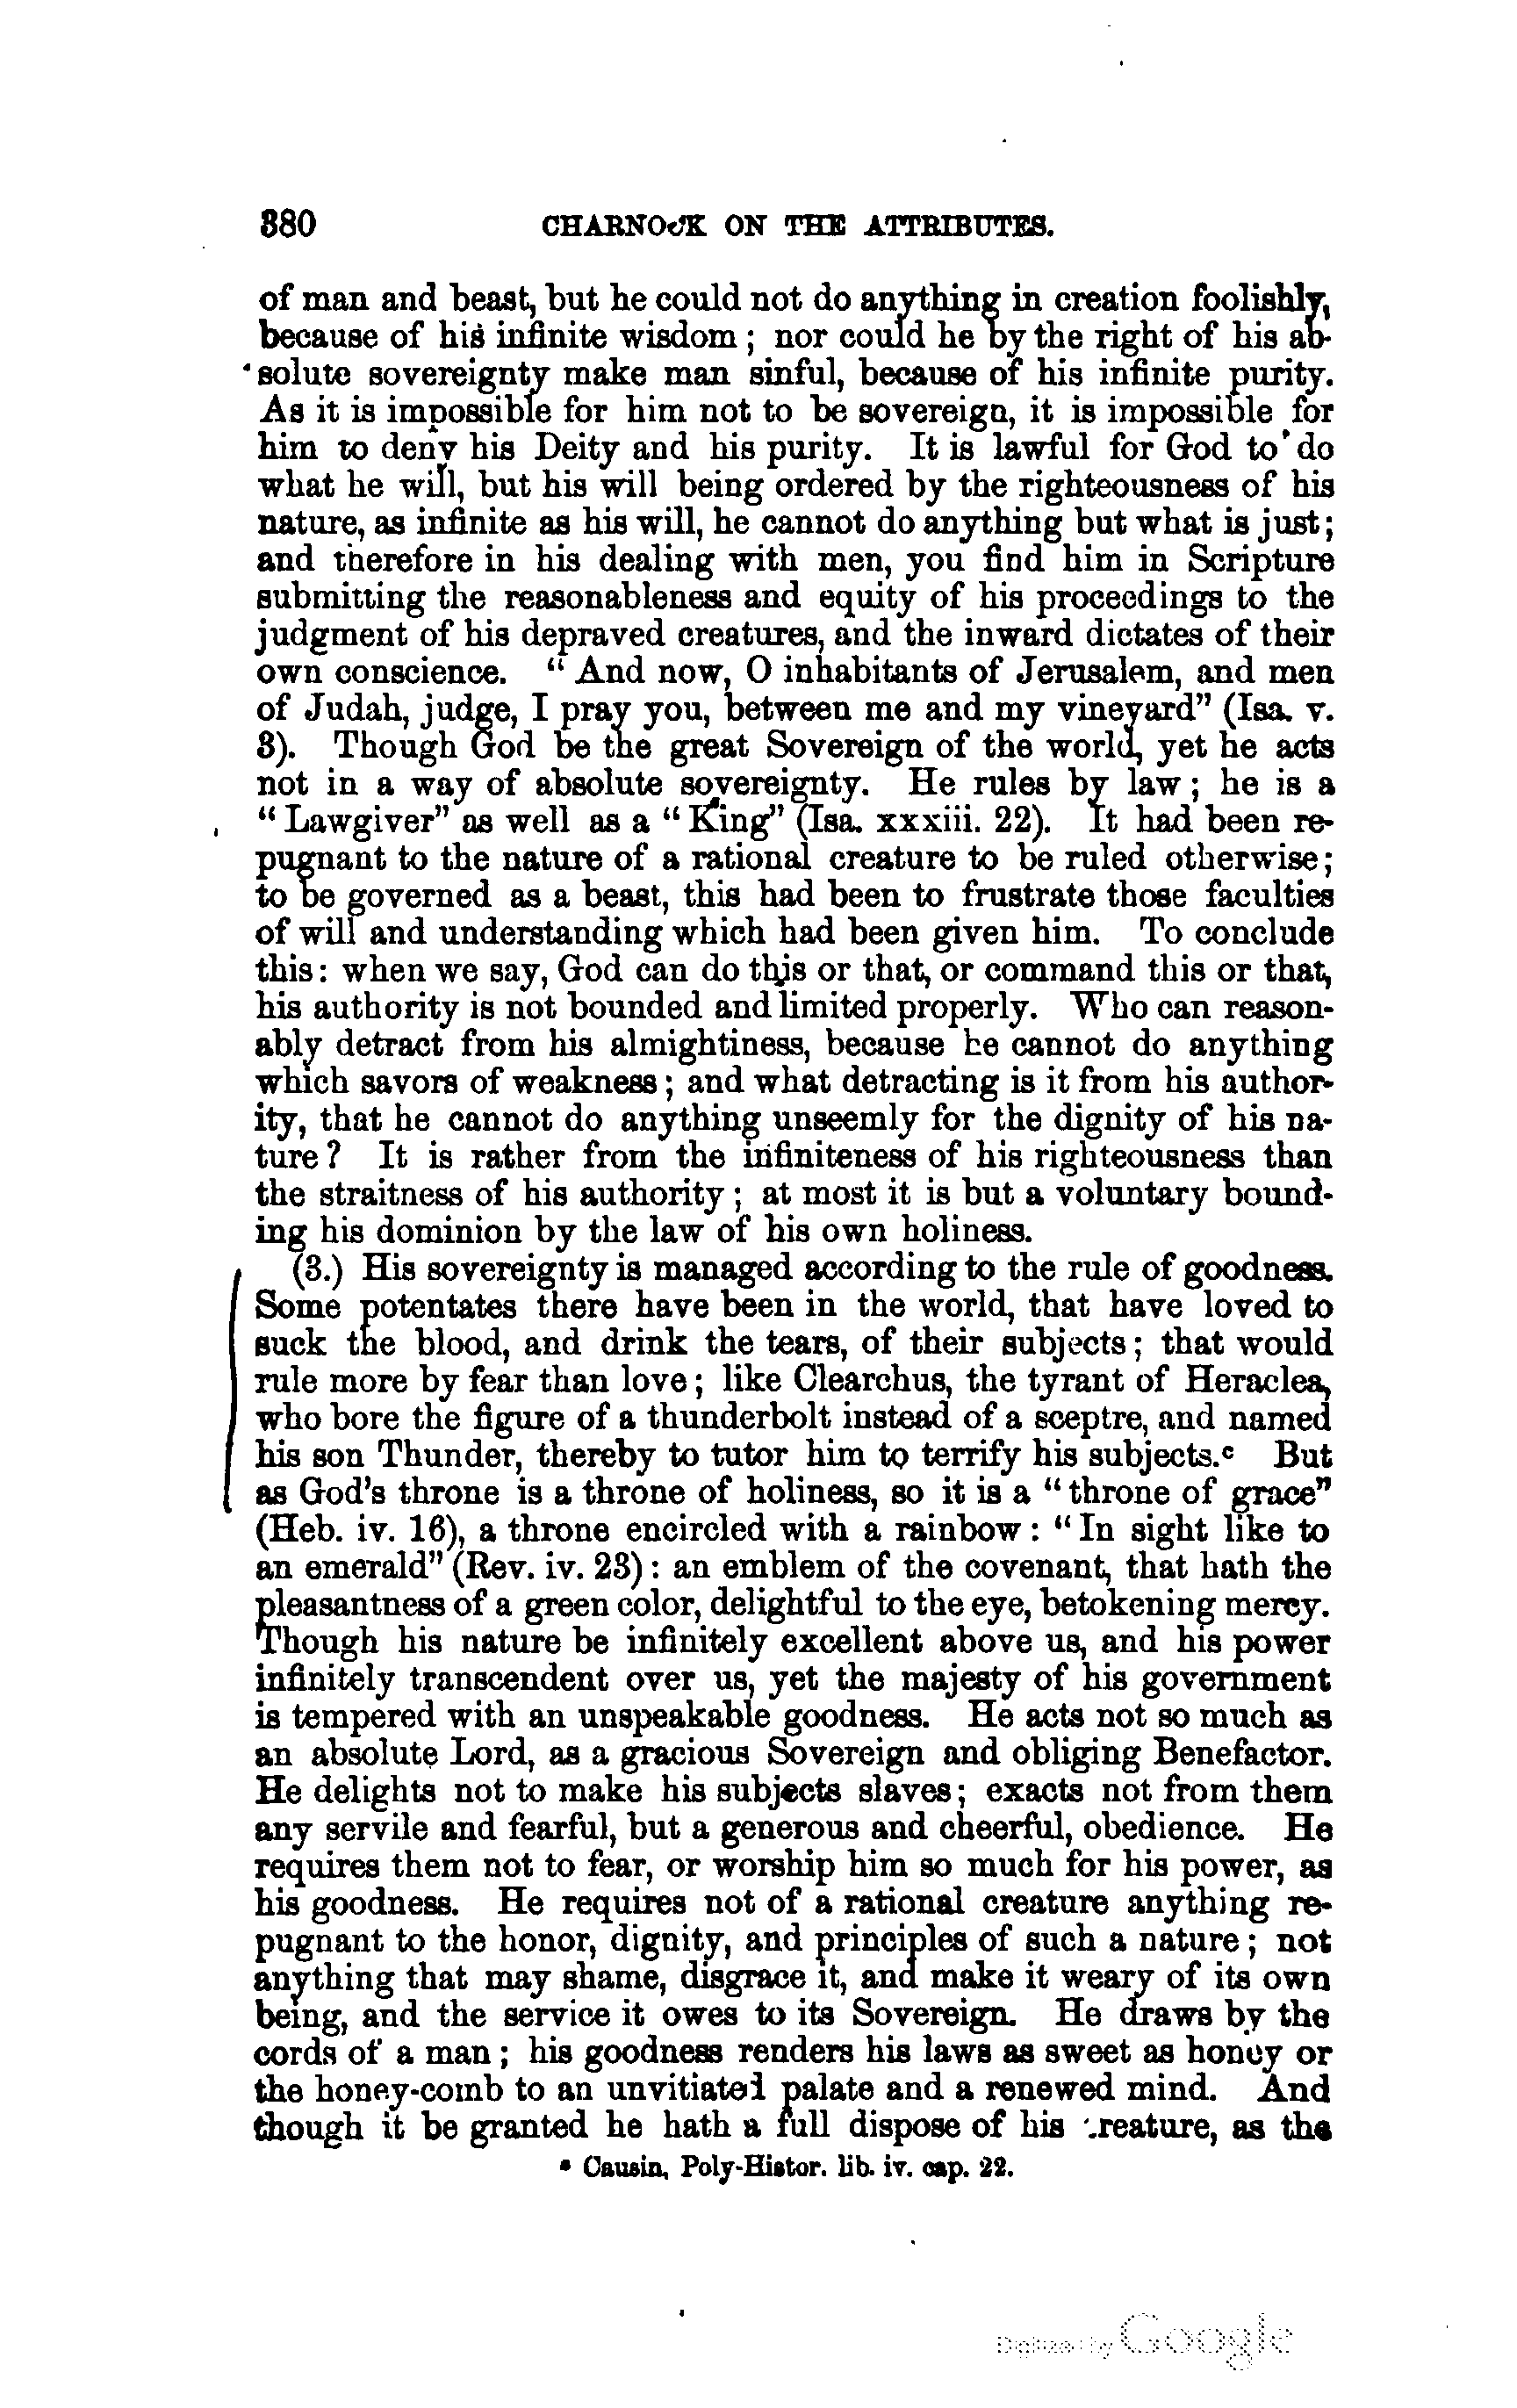 380 CHARNOCK ON THE ATTRIBUTES.
of man and beast, but he could not do anything in creation foolishly,
because of his infinite wisdom; nor could he by the right of his ab-
solute sovereignty make man sinful, because of his infinite purity.
As it is impossible for him not to be sovereign, it is impossible for
him to deny his Deity and his purity. It is lawful for God to do
what he will, but his will being ordered by the righteousness of his
nature, as infinite as his will, he cannot do anything but what is just;
and therefore in his dealing with men, you find him in Scripture
submitting the reasonableness and equity of his proceedings to the
judgment of his depraved creatures, and the inward dictates of their
own conscience. "And now, O inhabitants of Jerusalem, and men
of Judah, judge, I pray you, between me and my vineyard" (Isa. v.
3). Though God be the great Sovereign of the world, yet he acts
not in a way of absolute sovereignty. He rules by law; he is a
"Lawgiver" as well as a "King" (Isa. xxxiii. 22). It had been re-
pugnant to the nature of a rational creature to be ruled otherwise;
to be governed as a beast, this had been to frustrate those faculties
of will and understanding which had been given him. To conclude
this: when we say, God can do this or that, or command this or that,
his authority is not bounded and limited properly. Who can reason-
ably detract from his almightiness, because he cannot do anything
which savors of weakness; and what detracting is it from his author-
ity, that he cannot do anything unseemly for the dignity of his na-
ture? It is rather from the infiniteness of his righteousness than
the straitness of his authority; at most it is but a voluntary bound-
ing his dominion by the law of his own holiness.
(3.) His sovereignty is managed according to the rule of goodness.
Some potentates there have been in the world, that have loved to
suck the blood, and drink the tears, of their subjects; that would
rule more by fear than love; like Clearchus, the tyrant of Heraclea,
who bore the figure of a thunderbolt instead of a sceptre, and named
his son Thunder, thereby to tutor him to terrify his subjects.c But
as God's throne is a throne of holiness, so it is a "throne of grace"
(Heb. iv. 16), a throne encircled with a rainbow: "In sight like to
an emerald" (Rev. iv. 23): an emblem of the covenant, that hath the
pleasantness of a green color, delightful to the eye, betokening mercy.
Though his nature be infinitely excellent above us, and his power
infinitely transcendent over us, yet the majesty of his government
is tempered with an unspeakable goodness. He acts not so much as
an absolute Lord, as a gracious Sovereign and obliging Benefactor.
He delights not to make his subjects slaves; exacts not from them
any servile and fearful, but a generous and cheerful, obedience. He
requires them not to fear, or worship him so much for his power, as
his goodness. He requires not of a rational creature anything re-
pugnant to the honor, dignity, and principles of such a nature; not
anything that may shame, disgrace it, and make it weary of its own
being, and the service it owes to its Sovereign. He draws by the
cords of a man; his goodness renders his laws as sweet as honey or
the honey-comb to an unvitiated palate and a renewed mind. And
though it be granted he hath a full dispose of his creature, as the
c Causin, Poly-Histor. lib. iv. cap. 22.
Digitized by Google